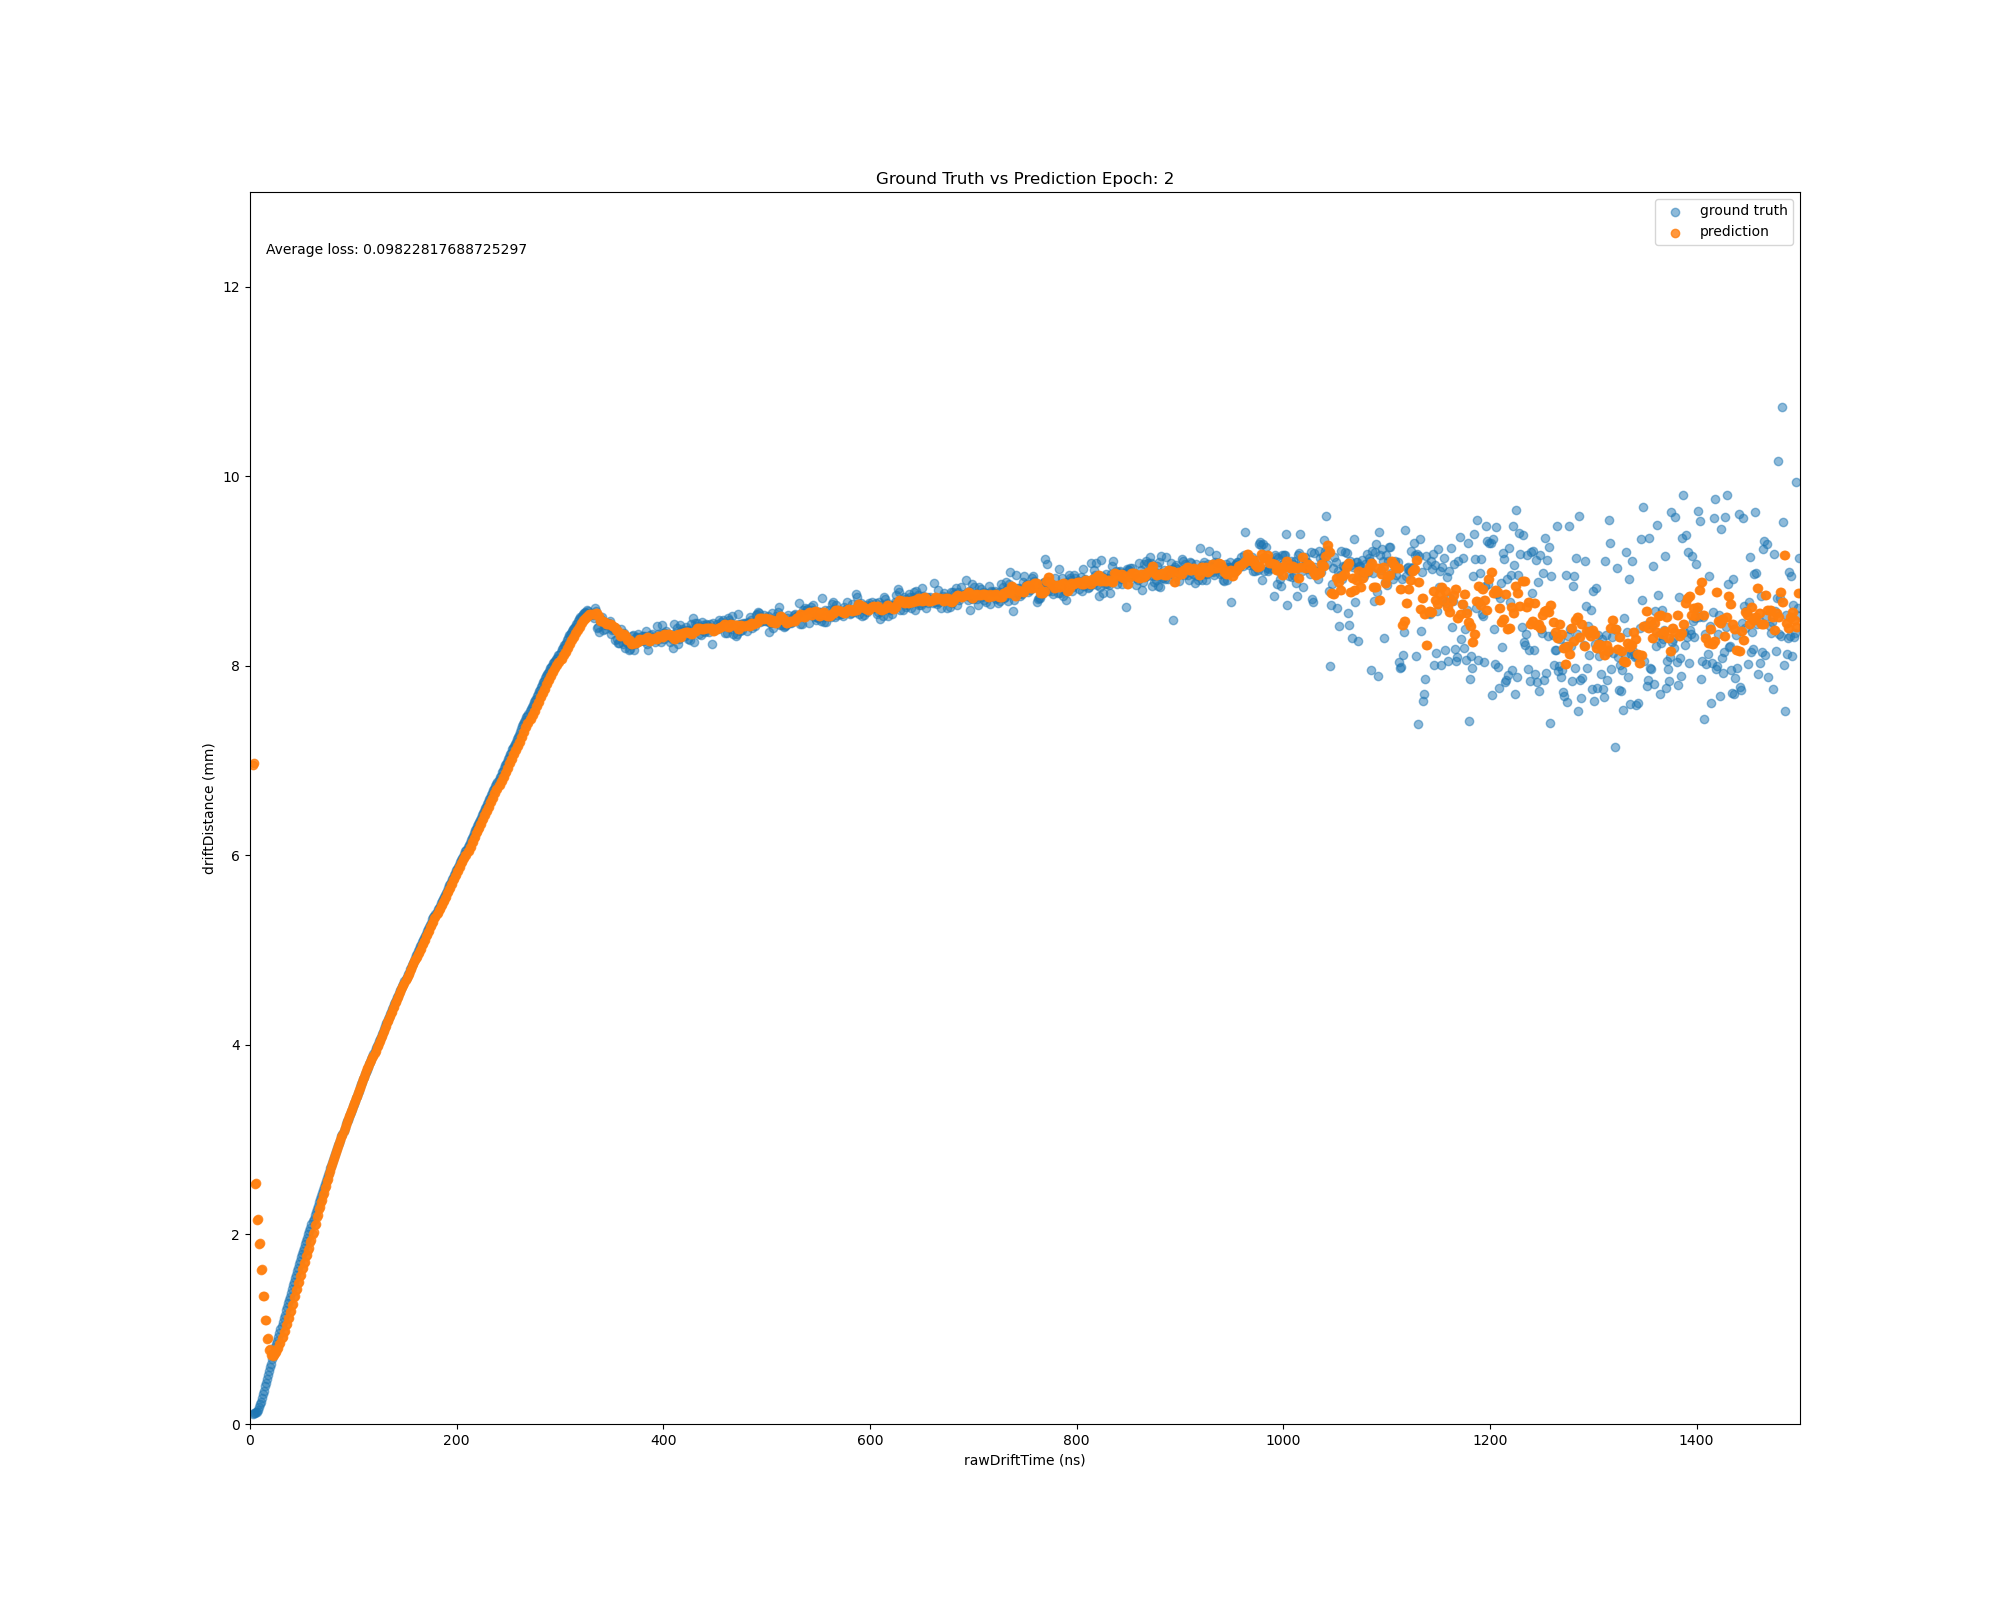 Ground Truth vs Prediction Epoch: 2
ground truth
prediction
Average loss: 0.09822817688725297
12
10
8
6
4
2
0
driftDistance (mm)
0 200 400 600 800 1000 1200 1400
rawDriftTime (ns)